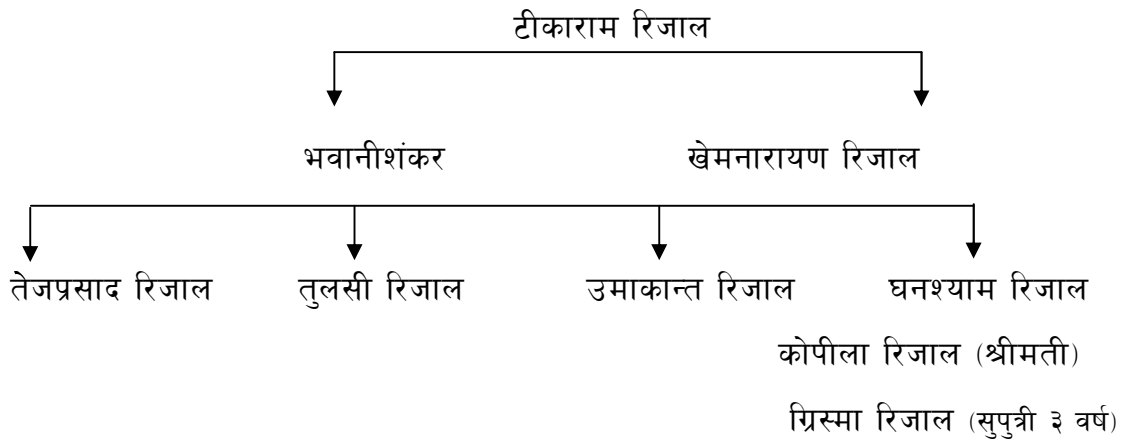 टीकाराम रिजाल
भवानीशंकर खेमनारायण रिजाल
तेजप्रसाद रिजाल तुलसी रिजाल उमाकान्त रिजाल घनश्याम रिजाल
कोपीला रिजाल (श्रीमती)
ग्रिस्मा रिजाल (सुपुत्री ३ वर्ष)